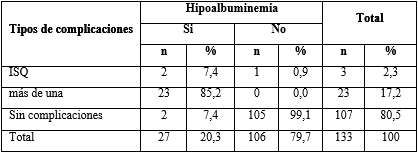 Tipos de complicaciones Hipoalbuminemia Total
Si No
n % n % n %
ISQ 2 7,4 1 0,9 3 2,3
más de una 23 85,2 0 0,0 23 17,2
Sin complicaciones 2 7,4 105 99,1 107 80,5
Total 27 20,3 106 79,7 133 100